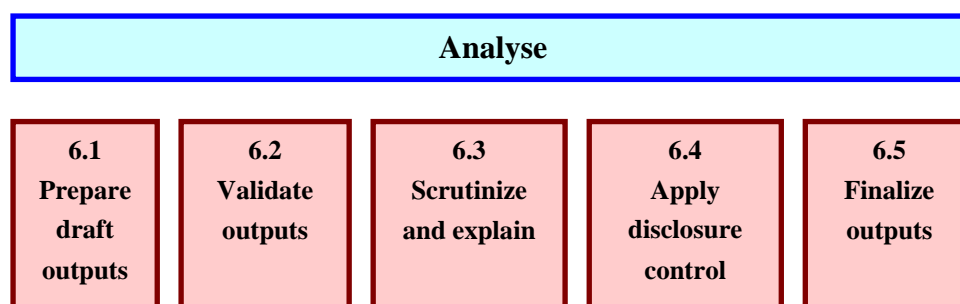 Analyse
6.1
Prepare
draft
outputs
6.2
Validate
outputs
6.3
Scrutinize
and explain
6.4
Apply
disclosure
control
6.5
Finalize
outputs